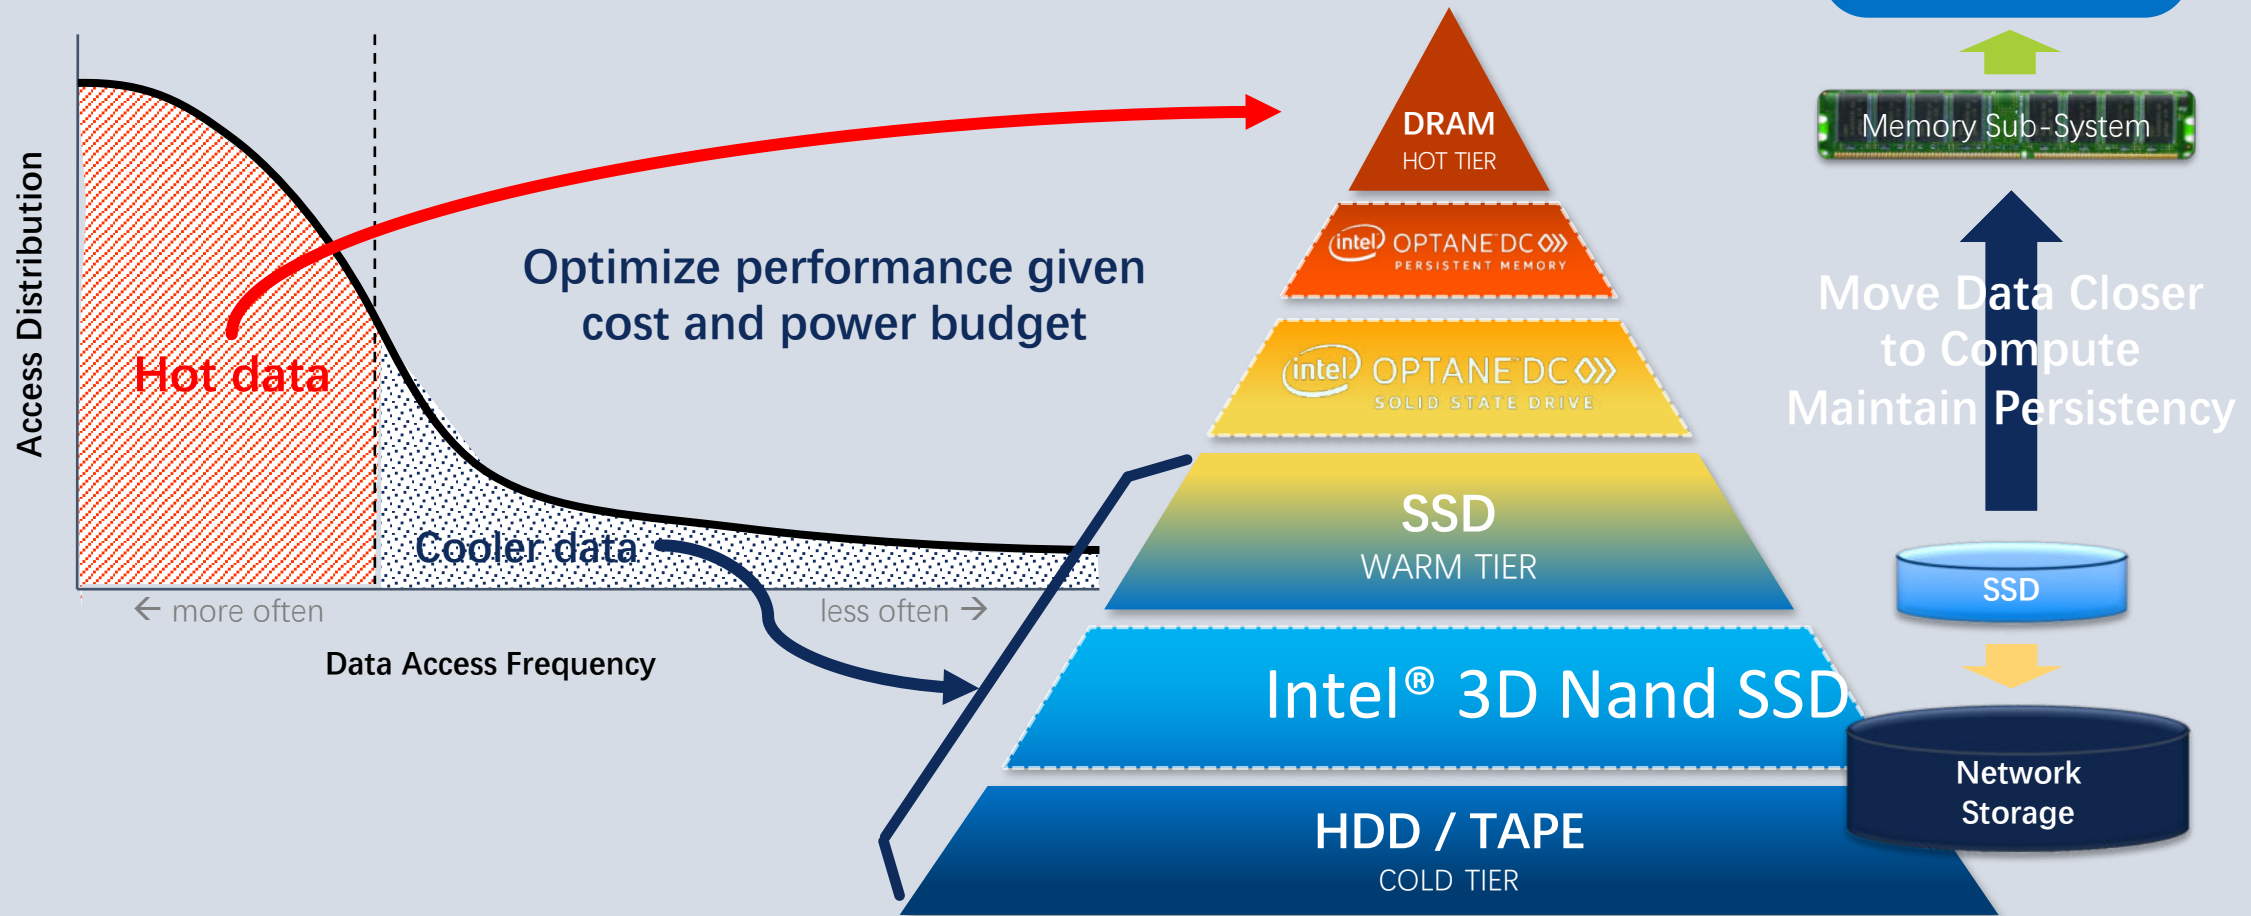 Access Distribution
Hot data
Cooler data
← more often
less often →
Data Access Frequency
Optimize performance given
cost and power budget
DRAM
HOT TIER
intel OPTANE™ DC
PERSISTENT MEMORY
intel OPTANE™ DC
SOLID STATE DRIVE
SSD
WARM TIER
Intel® 3D Nand SSD
HDD / TAPE
COLD TIER
Memory Sub-System
Move Data Closer
to Compute
Maintain Persistency
SSD
Network
Storage